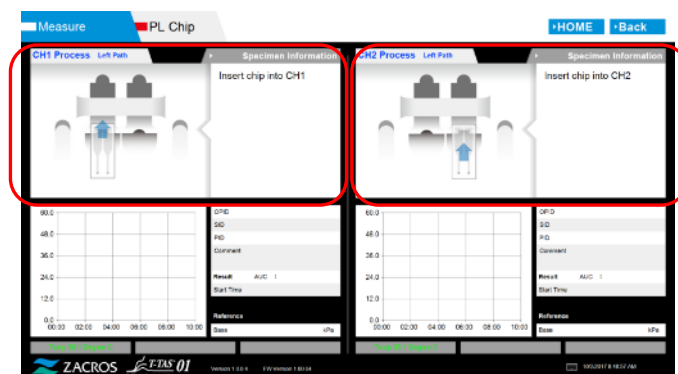 Measure
PL Chip
HOME
Back
CH1 Process Left Path
Specimen Information
Insert chip into CH1
CH2 Process Left Path
Specimen Information
Insert chip into CH2
60.0
48.0
36.0
24.0
12.0
0.0
00:00 02:00 04:00 06:00 08:00 10:00
OPID
SID
PID
Comment
Result AUC :
Start Time
Reference
Base kPa
60.0
48.0
36.0
24.0
12.0
0.0
00:00 02:00 04:00 06:00 08:00 10:00
OPID
SID
PID
Comment
Result AUC :
Start Time
Reference
Base kPa
ZACROS T-TAS 01